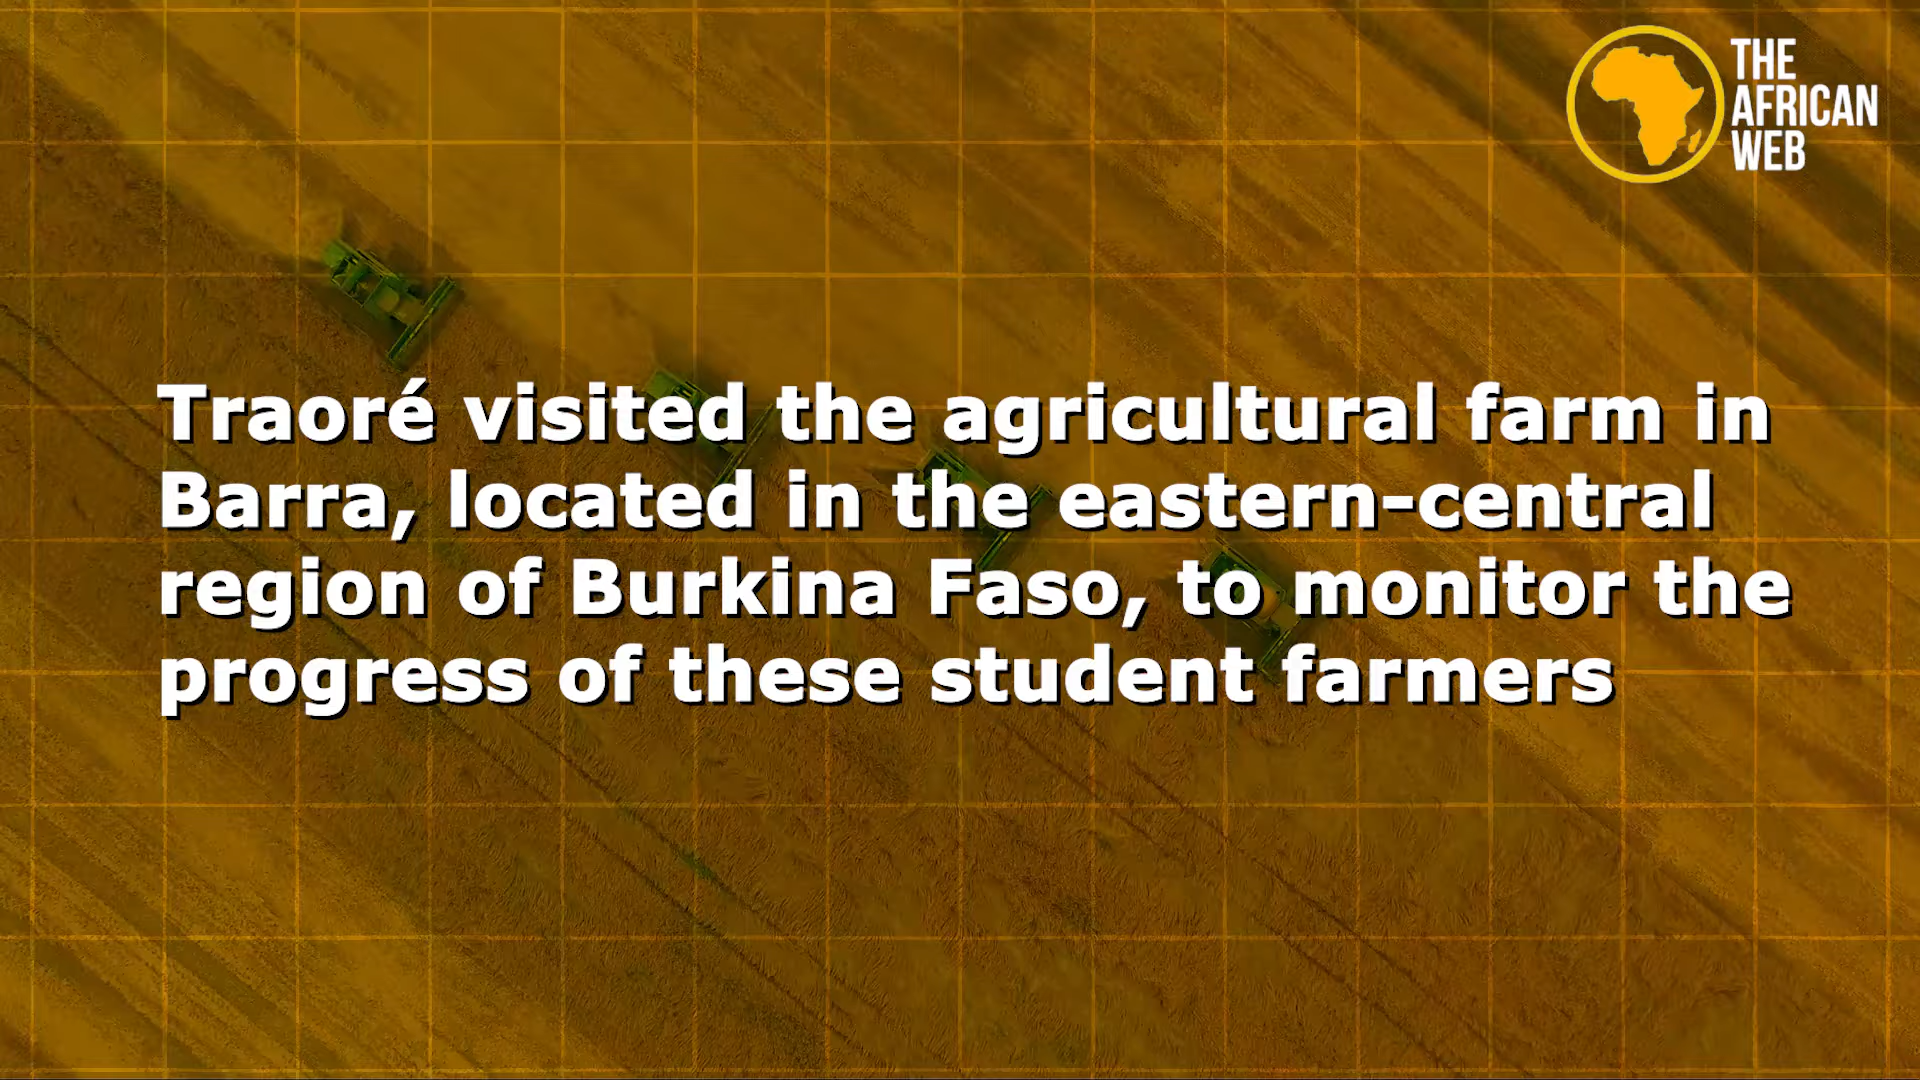 THE
AFRICAN
WEB
Traoré visited the agricultural farm in
Barra, located in the eastern-central
region of Burkina Faso, to monitor the
progress of these student farmers